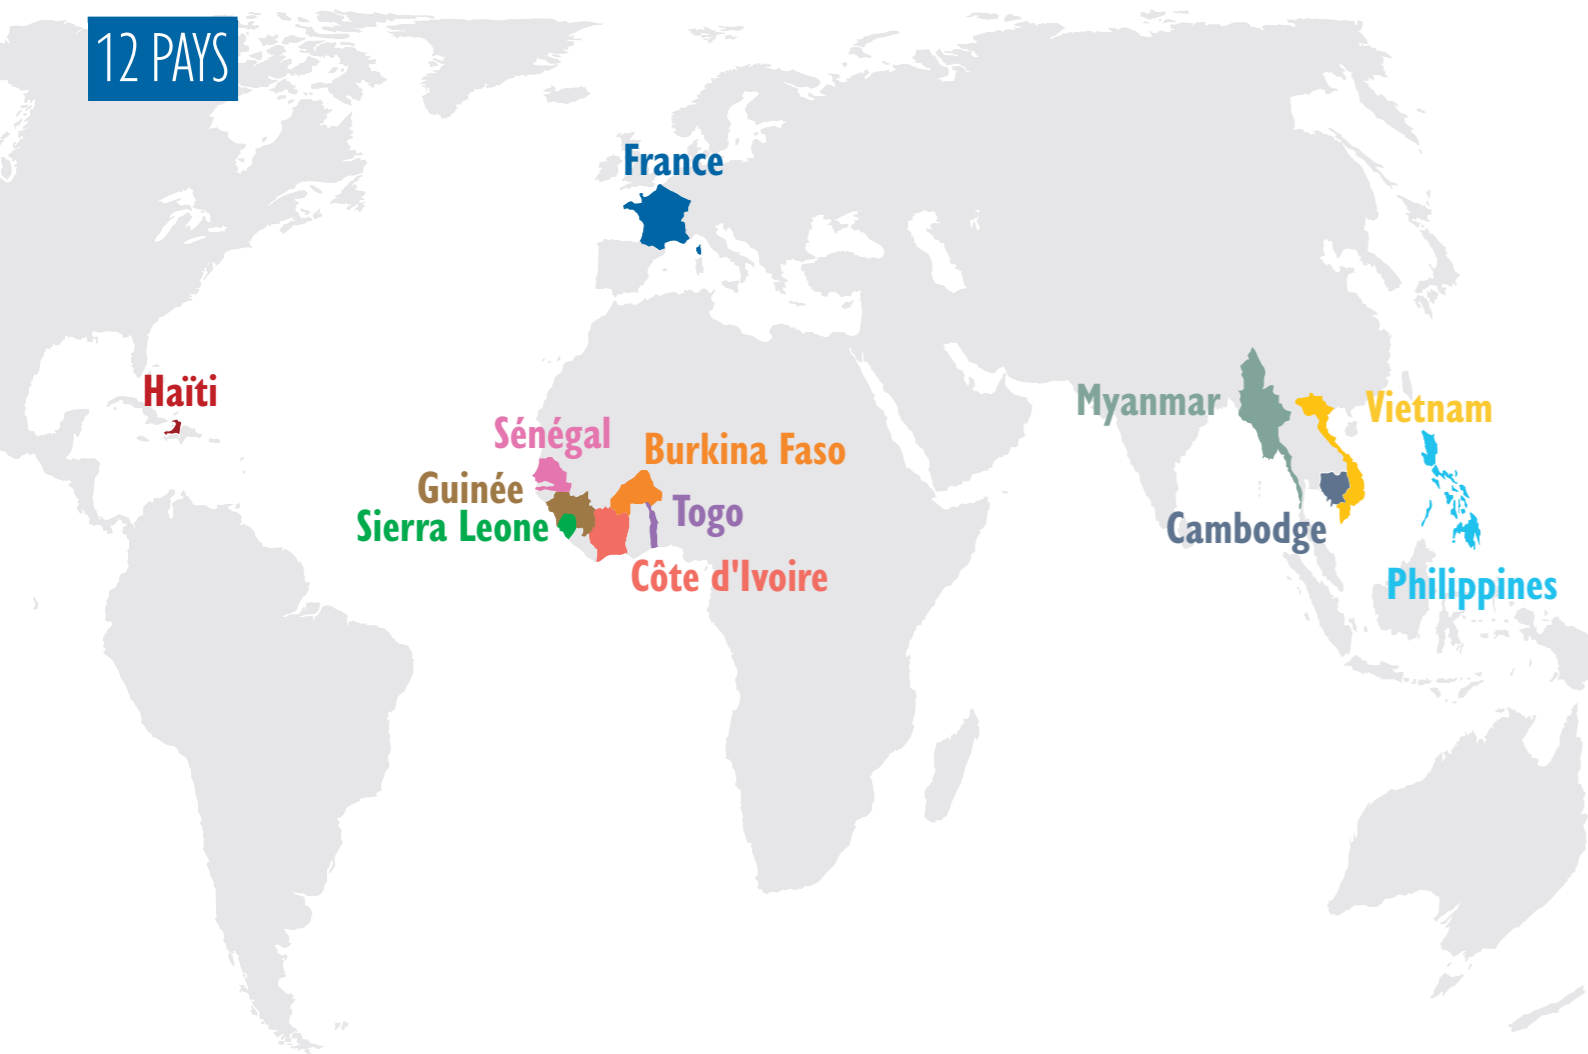 12 PAYS
France
Haïti
Myanmar
Vietnam
Sénégal
Burkina Faso
Guinée
Togo
Sierra Leone
Cambodge
Côte d'Ivoire
Philippines